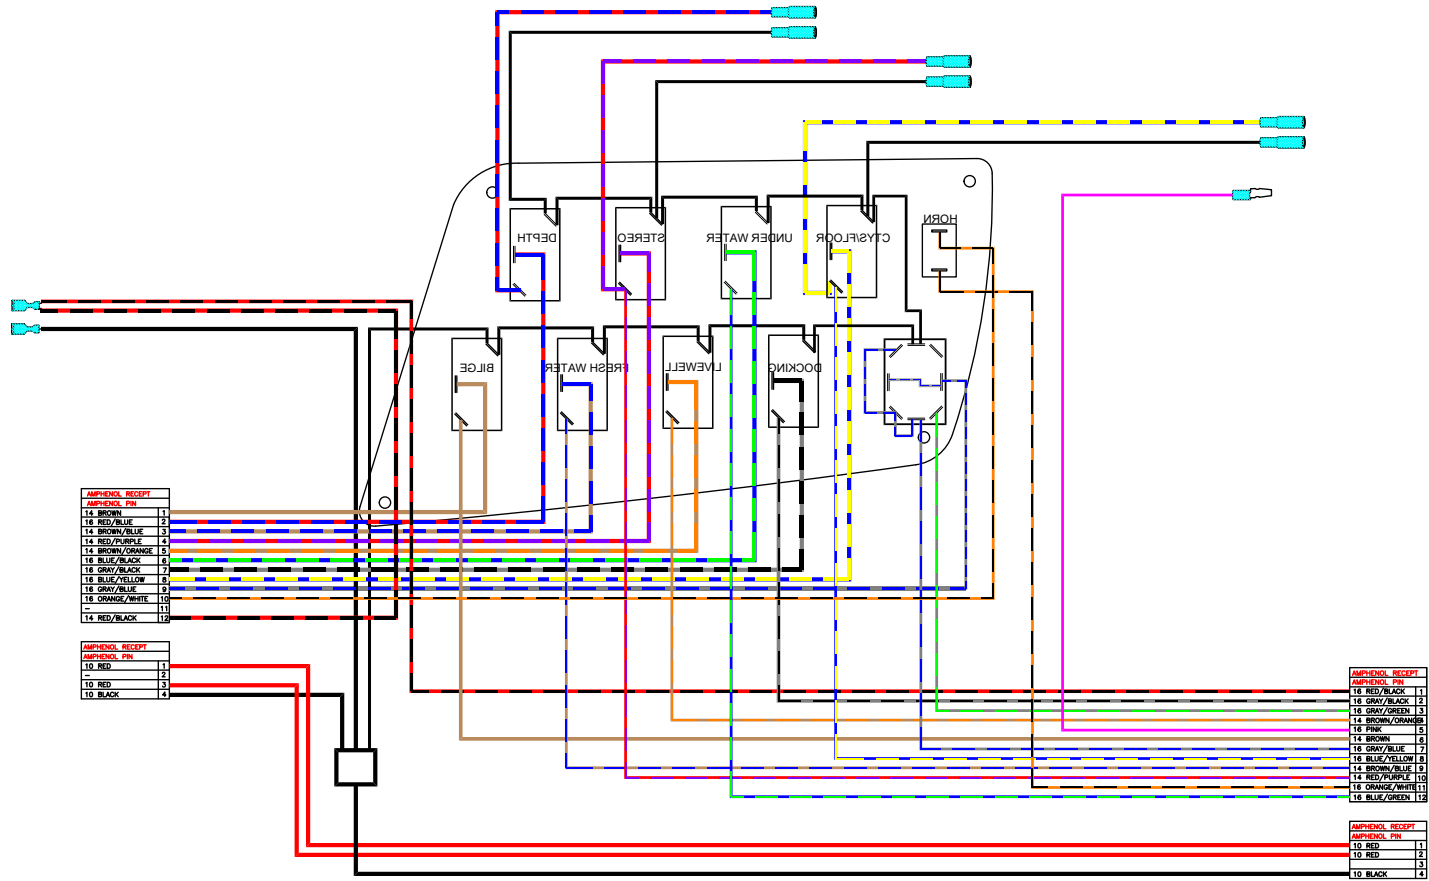 HORN
DEPTH
STEREO
UNDER WATER
CTYS/FLOOR
BILGE
FRESH WATER
LIVEWELL
DOCKING
AMPHENOL RECEPT
AMPHENOL PIN
14 BROWN 1
16 RED/BLUE 2
14 BROWN/BLUE 3
14 RED/PURPLE 4
14 BROWN/ORANGE 5
16 BLUE/BLACK 6
16 GRAY/BLACK 7
16 BLUE/YELLOW 8
16 GRAY/BLUE 9
16 ORANGE/WHITE 10
- 11
14 RED/BLACK 12
AMPHENOL RECEPT
AMPHENOL PIN
10 RED 1
- 2
10 RED 3
10 BLACK 4
AMPHENOL RECEPT
AMPHENOL PIN
16 RED/BLACK 1
16 GRAY/BLACK 2
16 GRAY/GREEN 3
14 BROWN/ORANGE 4
16 PINK 5
14 BROWN 6
16 GRAY/BLUE 7
16 BLUE/YELLOW 8
14 BROWN/BLUE 9
14 RED/PURPLE 10
16 ORANGE/WHITE 11
16 BLUE/GREEN 12
AMPHENOL RECEPT
AMPHENOL PIN
10 RED 1
10 RED 2
3
10 BLACK 4